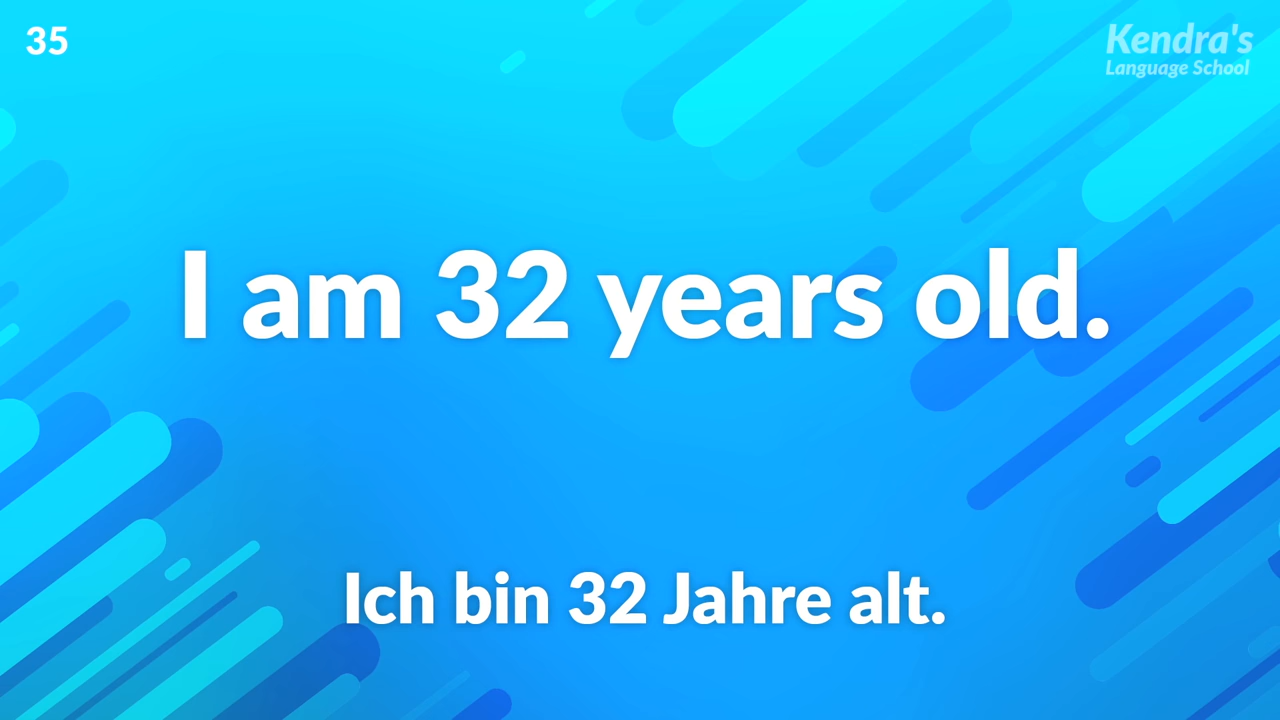 35
Kendra's
Language School
I am 32 years old.
Ich bin 32 Jahre alt.